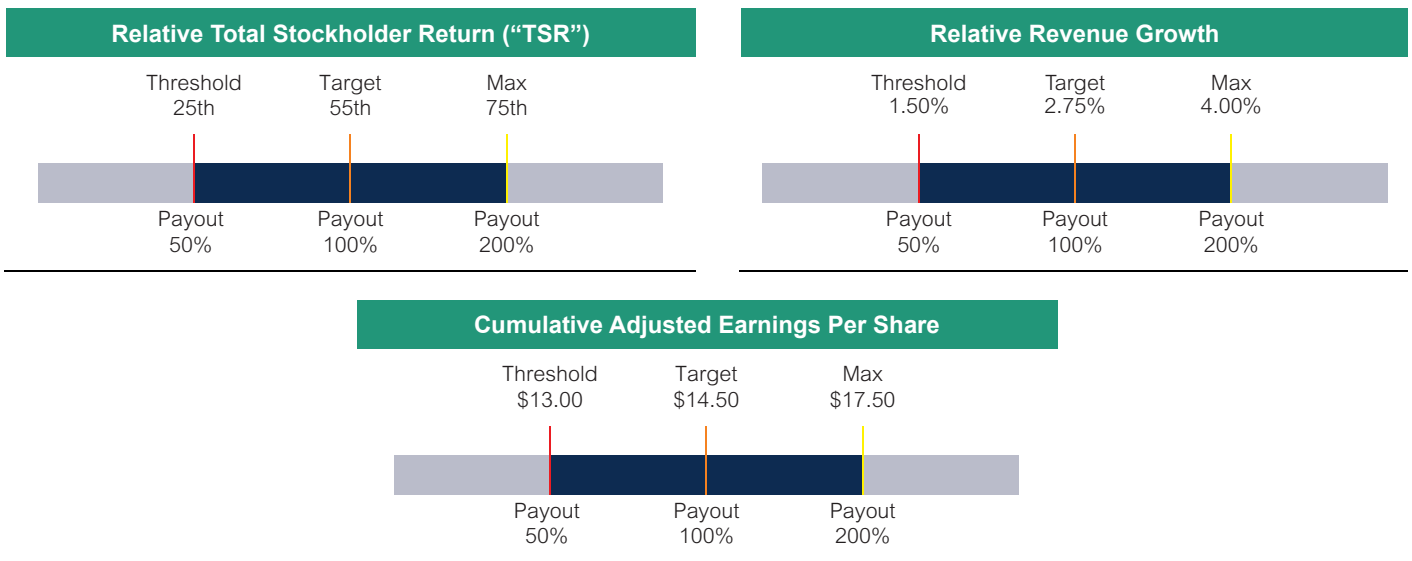 Relative Total Stockholder Return (“TSR”)
Threshold Target Max
25th 55th 75th
Payout Payout Payout
50% 100% 200%
Relative Revenue Growth
Threshold Target Max
1.50% 2.75% 4.00%
Payout Payout Payout
50% 100% 200%
Cumulative Adjusted Earnings Per Share
Threshold Target Max
$13.00 $14.50 $17.50
Payout Payout Payout
50% 100% 200%